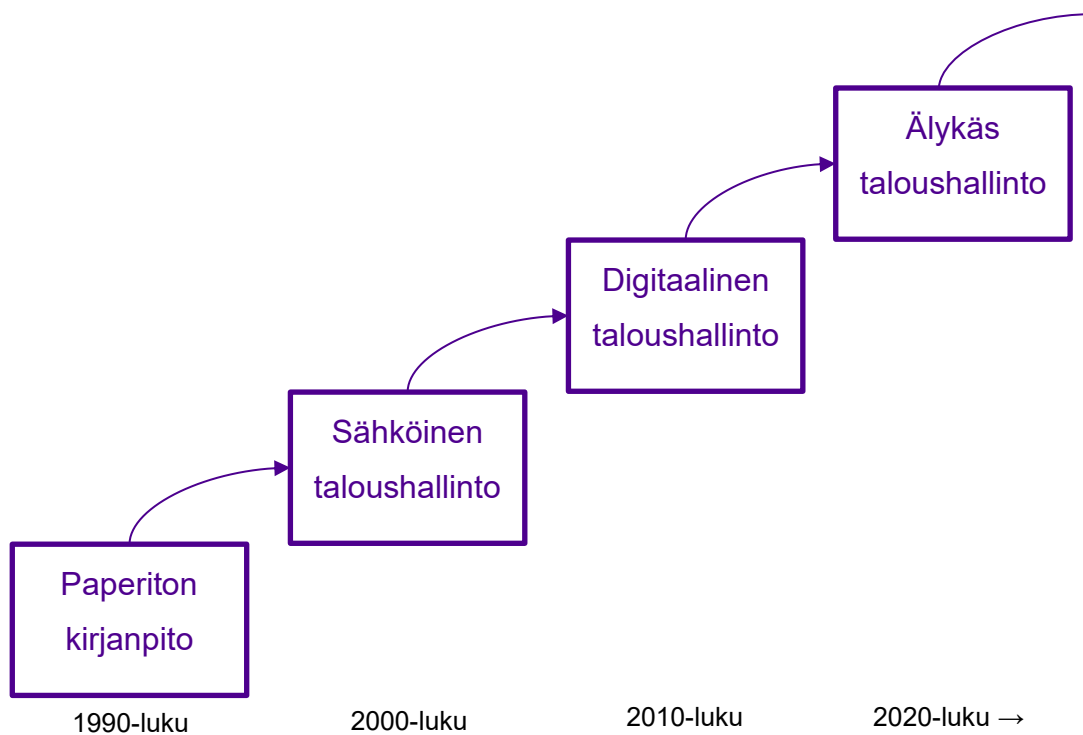 Älykäs
taloushallinto
Digitaalinen
taloushallinto
Sähköinen
taloushallinto
Paperiton
kirjanpito
1990-luku
2000-luku
2010-luku
2020-luku →